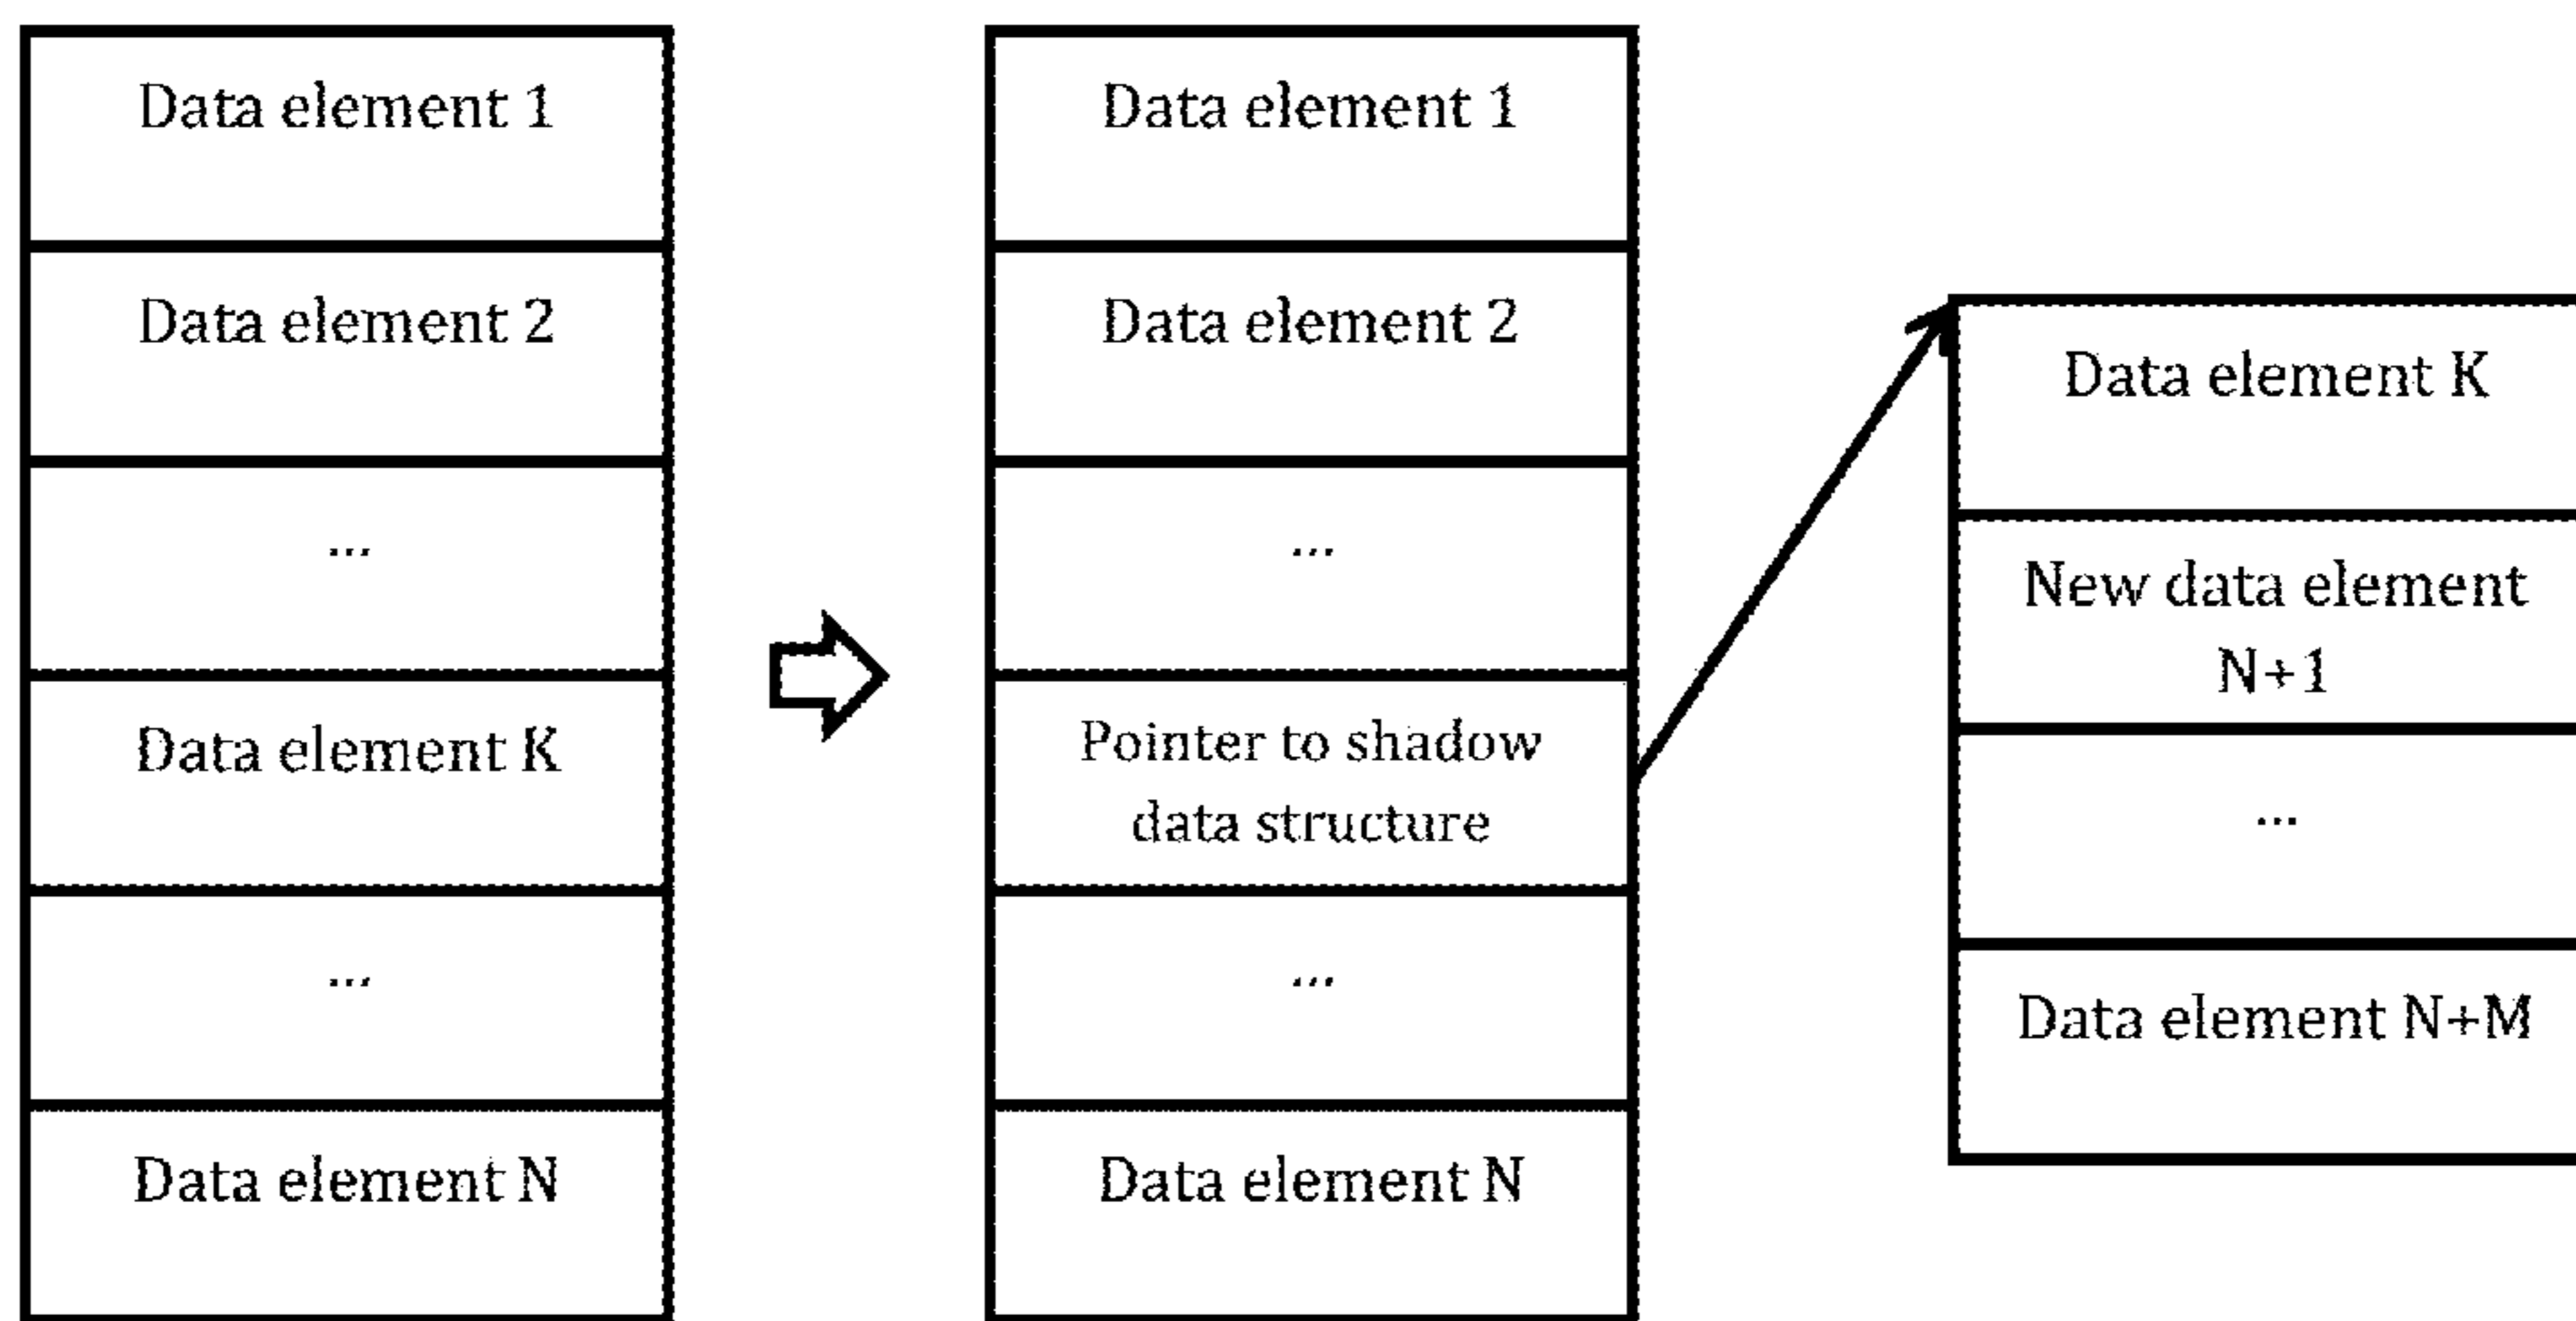 Data element 1
Data element 2
...
Data element K
...
Data element N
Data element 1
Data element 2
...
Pointer to shadow
data structure
...
Data element N
Data element K
New data element
N+1
...
Data element N+M